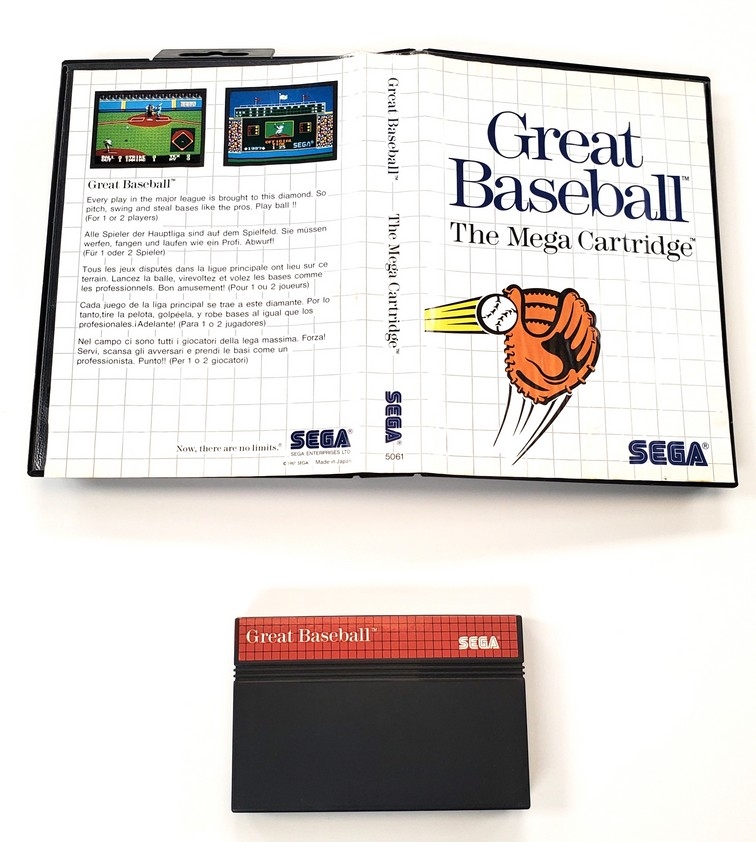 Great Baseball™
Every play in the major league is brought to this diamond. So
pitch, swing and steal bases like the pros. Play ball !!
(For 1 or 2 players)
Alle Spieler der Hauptliga sind auf dem Spielfeld. Sie müssen
werfen, fangen und laufen wie ein Profi. Abwurf!
(Für 1 oder 2 Spieler)
Tous les jeux disputés dans la ligue principale ont lieu sur ce
terrain. Lancez la balle, virevoltez et volez les bases comme
les professionnels. Bon amusement! (Pour 1 ou 2 joueurs)
Cada juego de la liga principal se trae a este diamante. Por lo
tanto,tire la pelota, golpeela, y robe bases al igual que los
profesionales.¡Adelante! (Para 1 o 2 jugadores)
Nel campo ci sono tutti i giocatori della lega massima. Forza!
Servi, scansa gli avversari e prendi le basi come un
professionista. Punto!! (Per 1 o 2 giocatori)
Now, there are no limits.®
SEGA®
SEGA ENTERPRISES LTD
© 1987 SEGA Made in Japan
Great Baseball™ The Mega Cartridge™
SEGA®
5061
Great
Baseball™
The Mega Cartridge™
SEGA®
Great Baseball™
SEGA